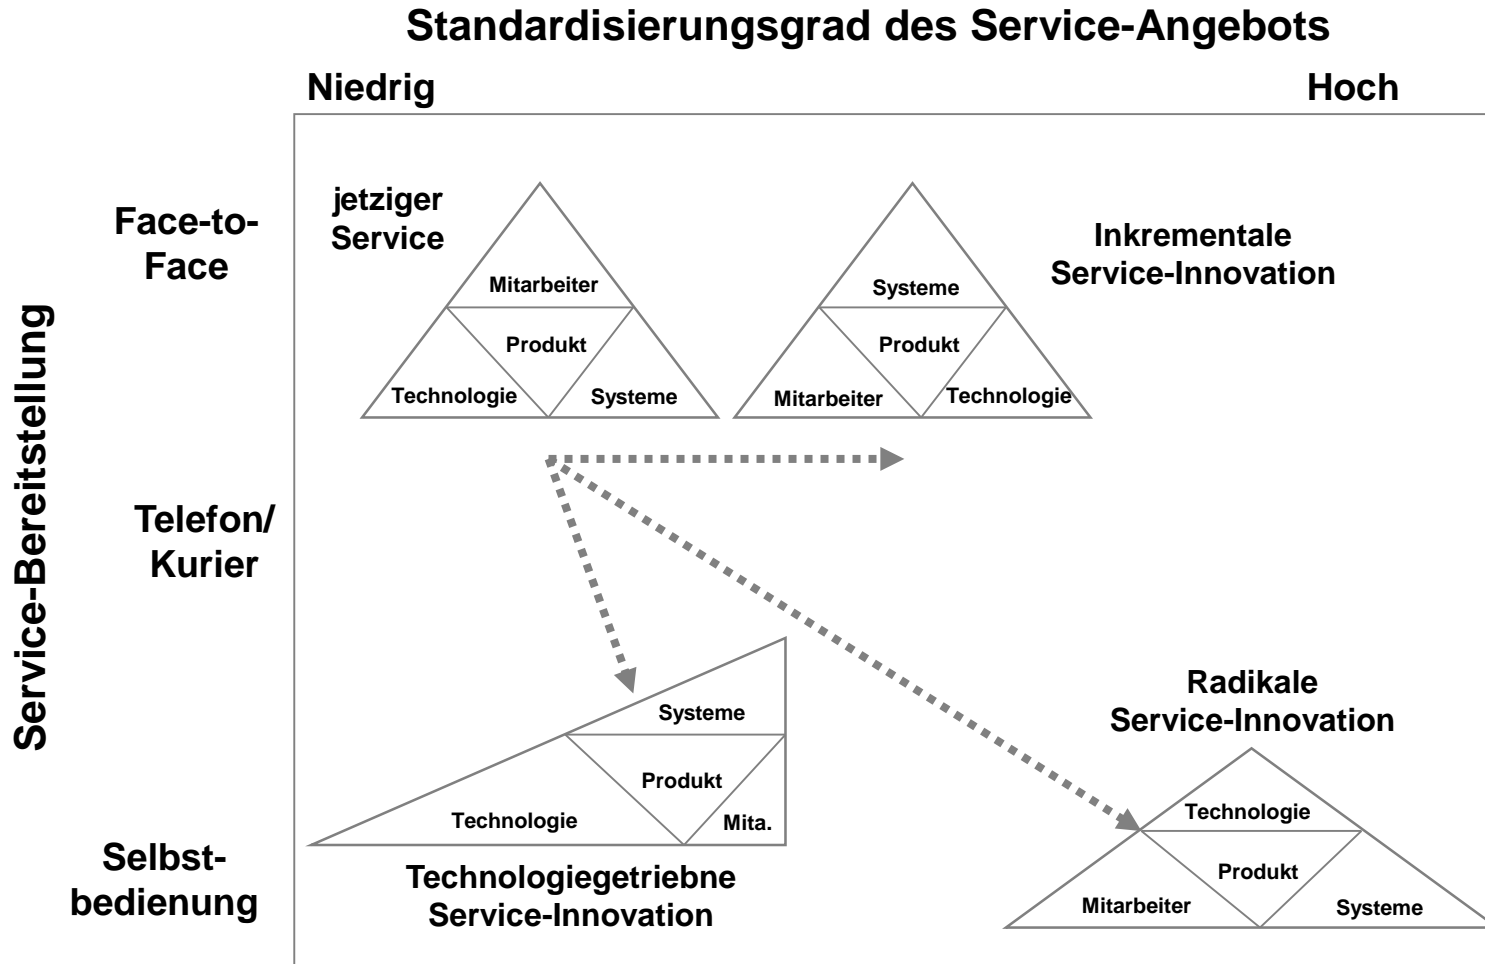 Standardisierungsgrad des Service-Angebots
Niedrig
Hoch
Service-Bereitstellung
Face-to-
Face
jetziger
Service
Mitarbeiter
Produkt
Technologie
Systeme
Systeme
Produkt
Mitarbeiter
Technologie
Inkrementale
Service-Innovation
Telefon/
Kurier
Selbst-
bedienung
Systeme
Produkt
Technologie
Mita.
Technologiegetriebne
Service-Innovation
Radikale
Service-Innovation
Technologie
Produkt
Mitarbeiter
Systeme